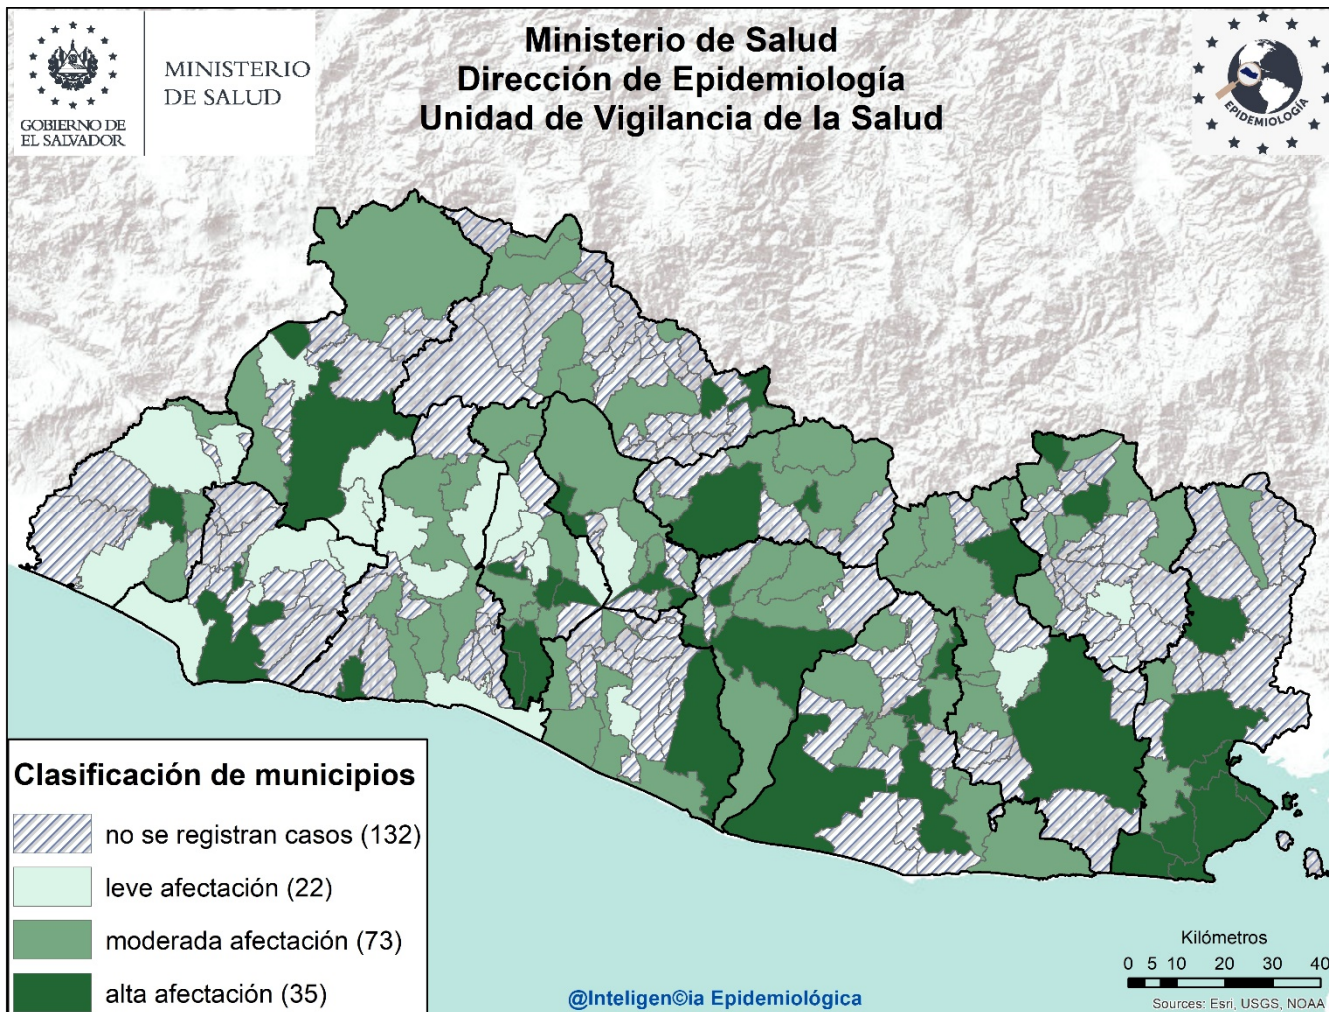 Ministerio de Salud
Dirección de Epidemiología
Unidad de Vigilancia de la Salud
MINISTERIO
DE SALUD
GOBIERNO DE
EL SALVADOR
EPIDEMIOLOGÍA
Clasificación de municipios
no se registran casos (132)
leve afectación (22)
moderada afectación (73)
alta afectación (35)
@Inteligen©ia Epidemiológica
Kilómetros
0 5 10 20 30 40
Sources: Esri, USGS, NOAA